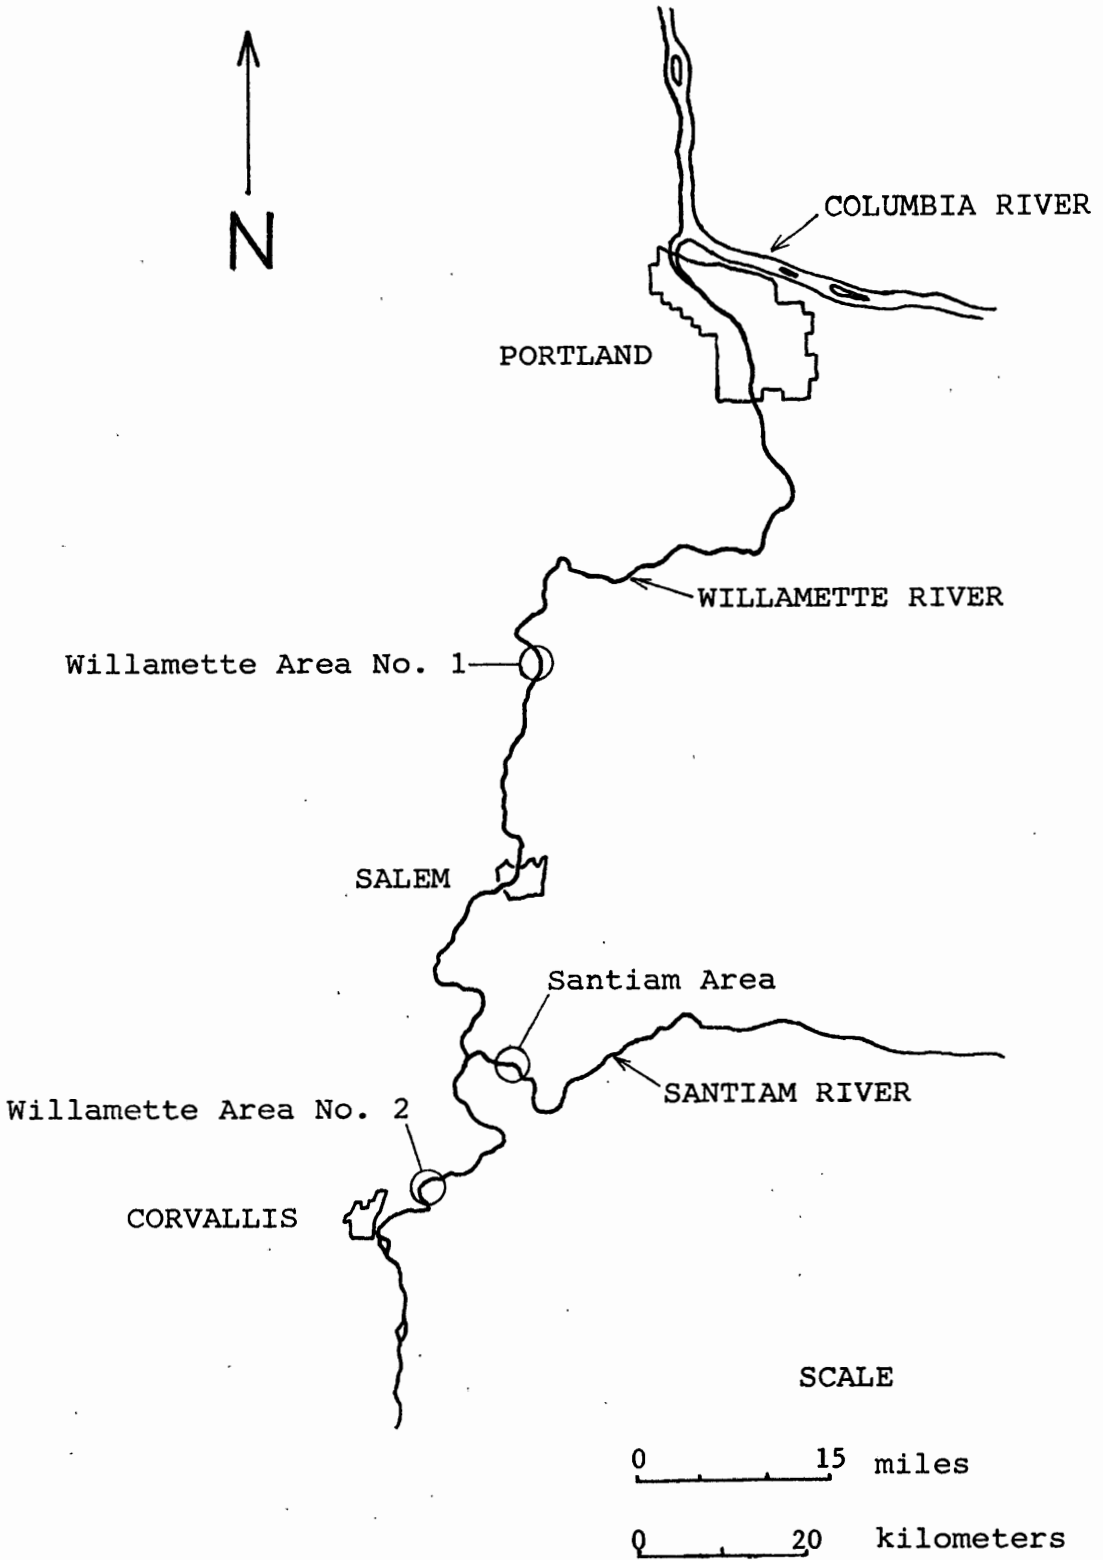 N
COLUMBIA RIVER
PORTLAND
WILLAMETTE RIVER
Willamette Area No. 1
SALEM
Santiam Area
SANTIAM RIVER
Willamette Area No. 2
CORVALLIS
SCALE
0 15 miles
0 20 kilometers